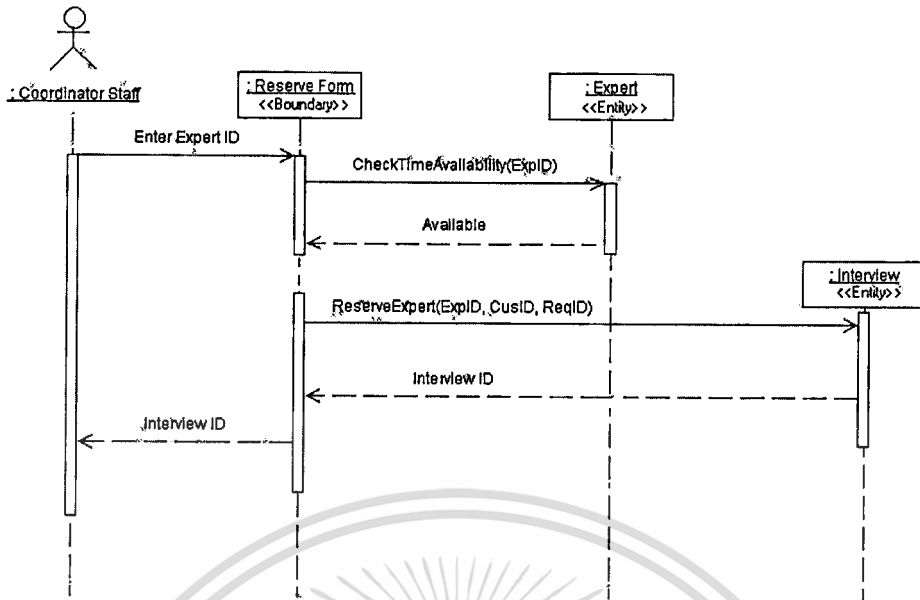 : Coordinator Staff
: Reserve Form
<<Boundary>>
: Expert
<<Entity>>
Enter Expert ID
CheckTimeAvailability(ExpID)
Available
: Interview
<<Entity>>
ReserveExpert(ExpID, CusID, ReqID)
Interview ID
Interview ID